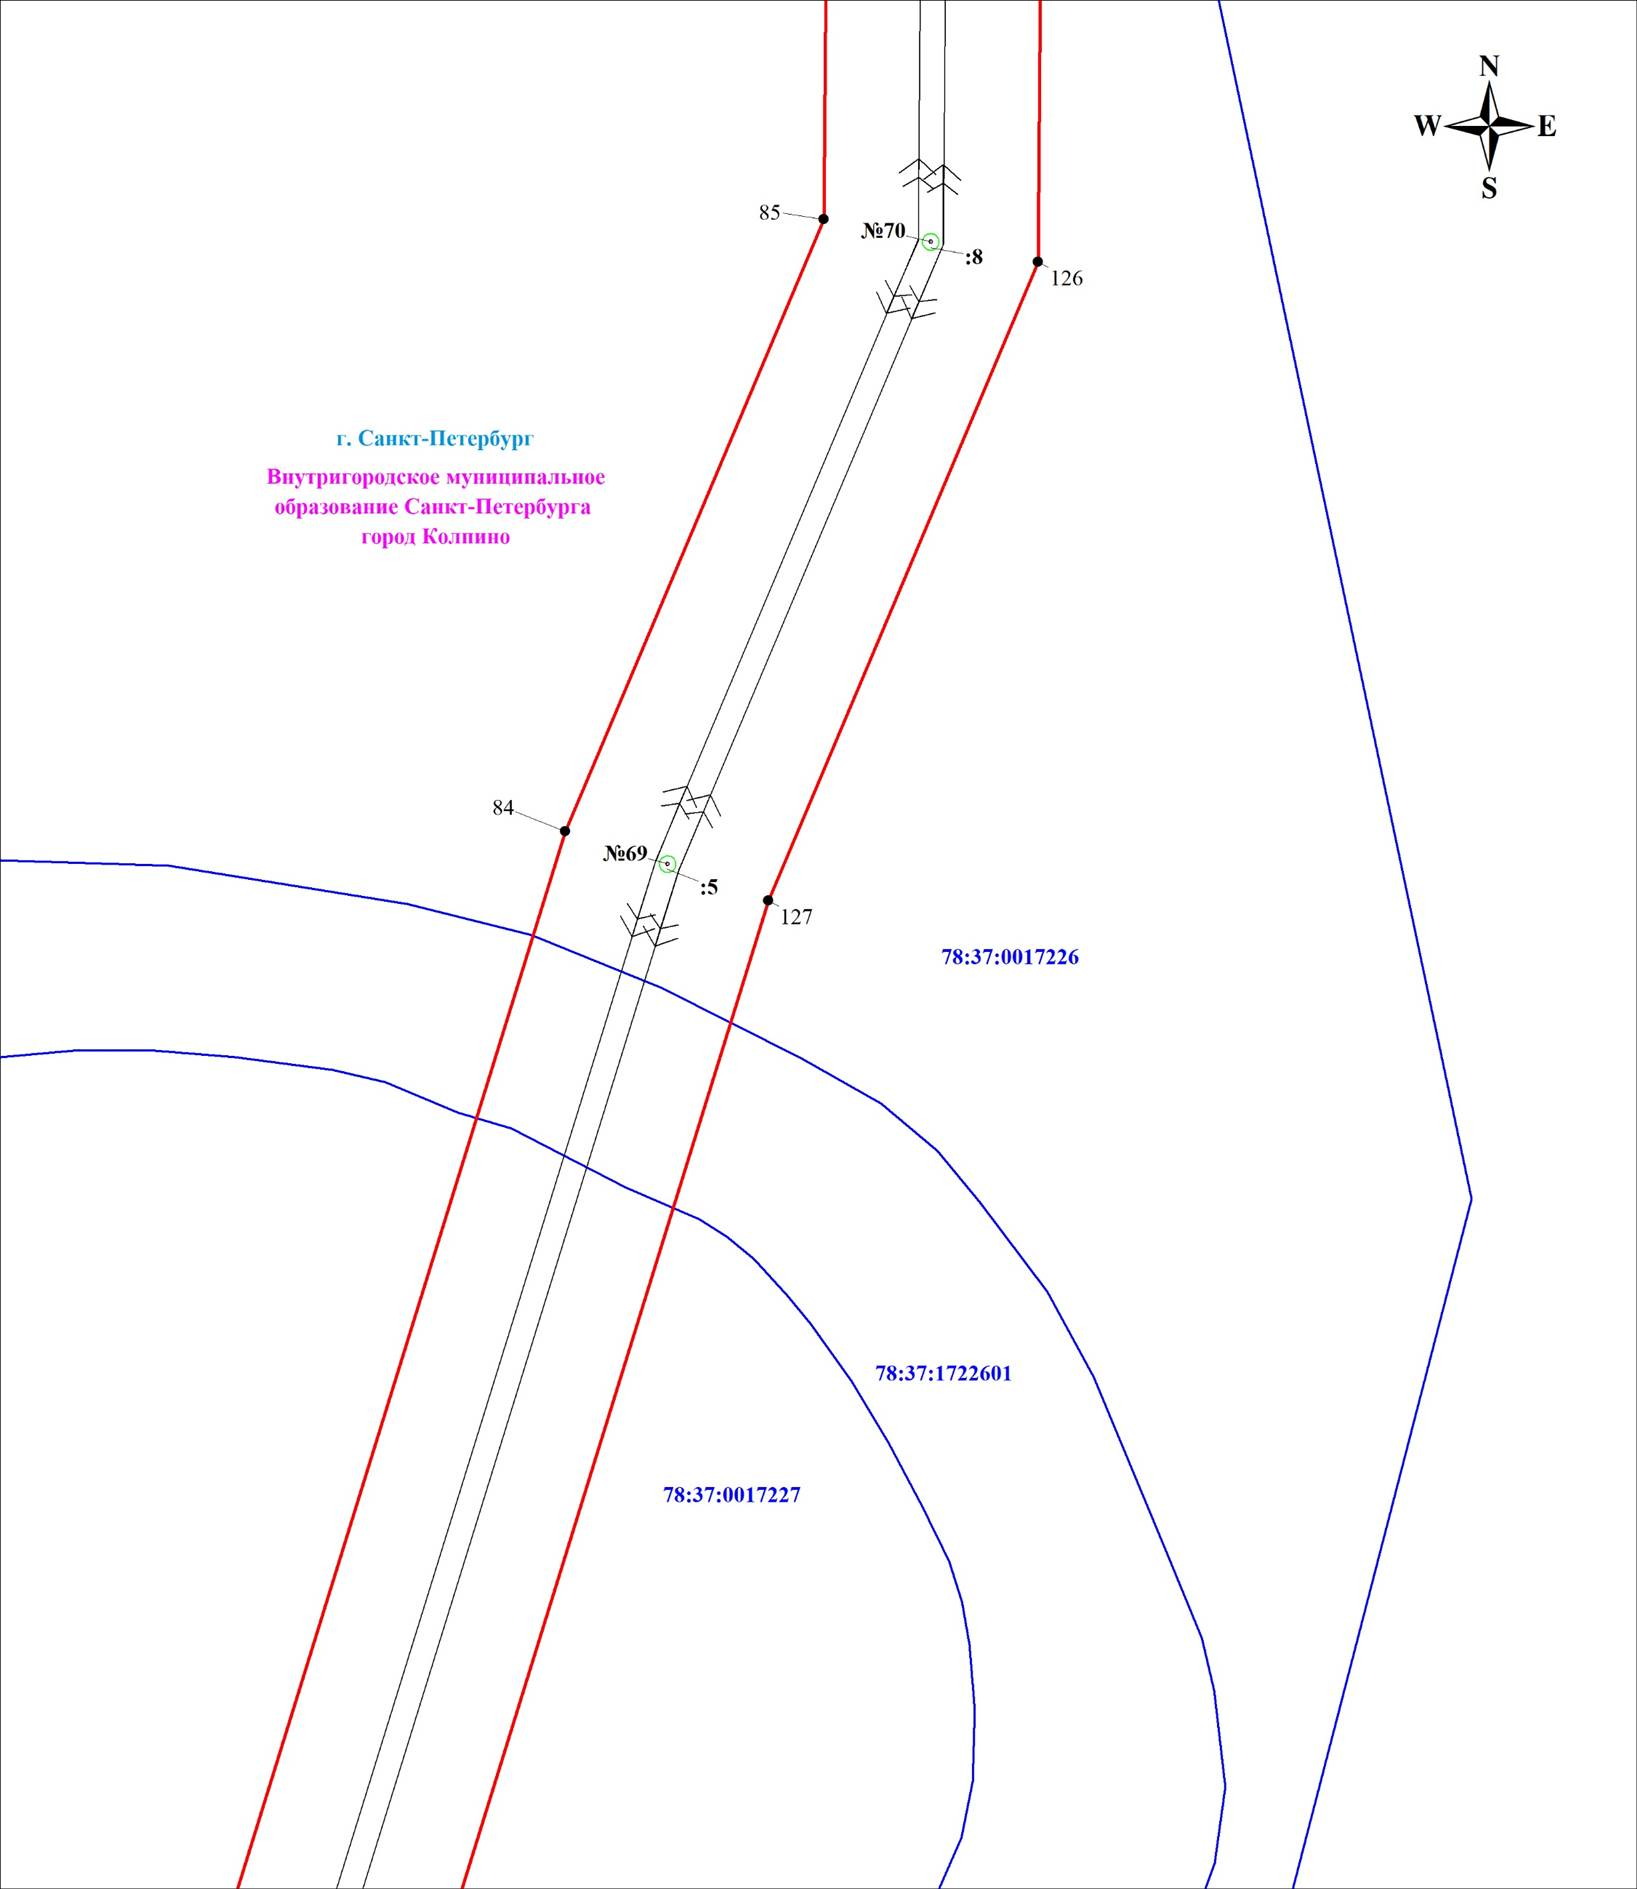 N
W E
S
85
№70
:8
126
г. Санкт-Петербург
Внутригородское муниципальное
образование Санкт-Петербурга
город Колпино
84
№69
:5
127
78:37:0017226
78:37:1722601
78:37:0017227